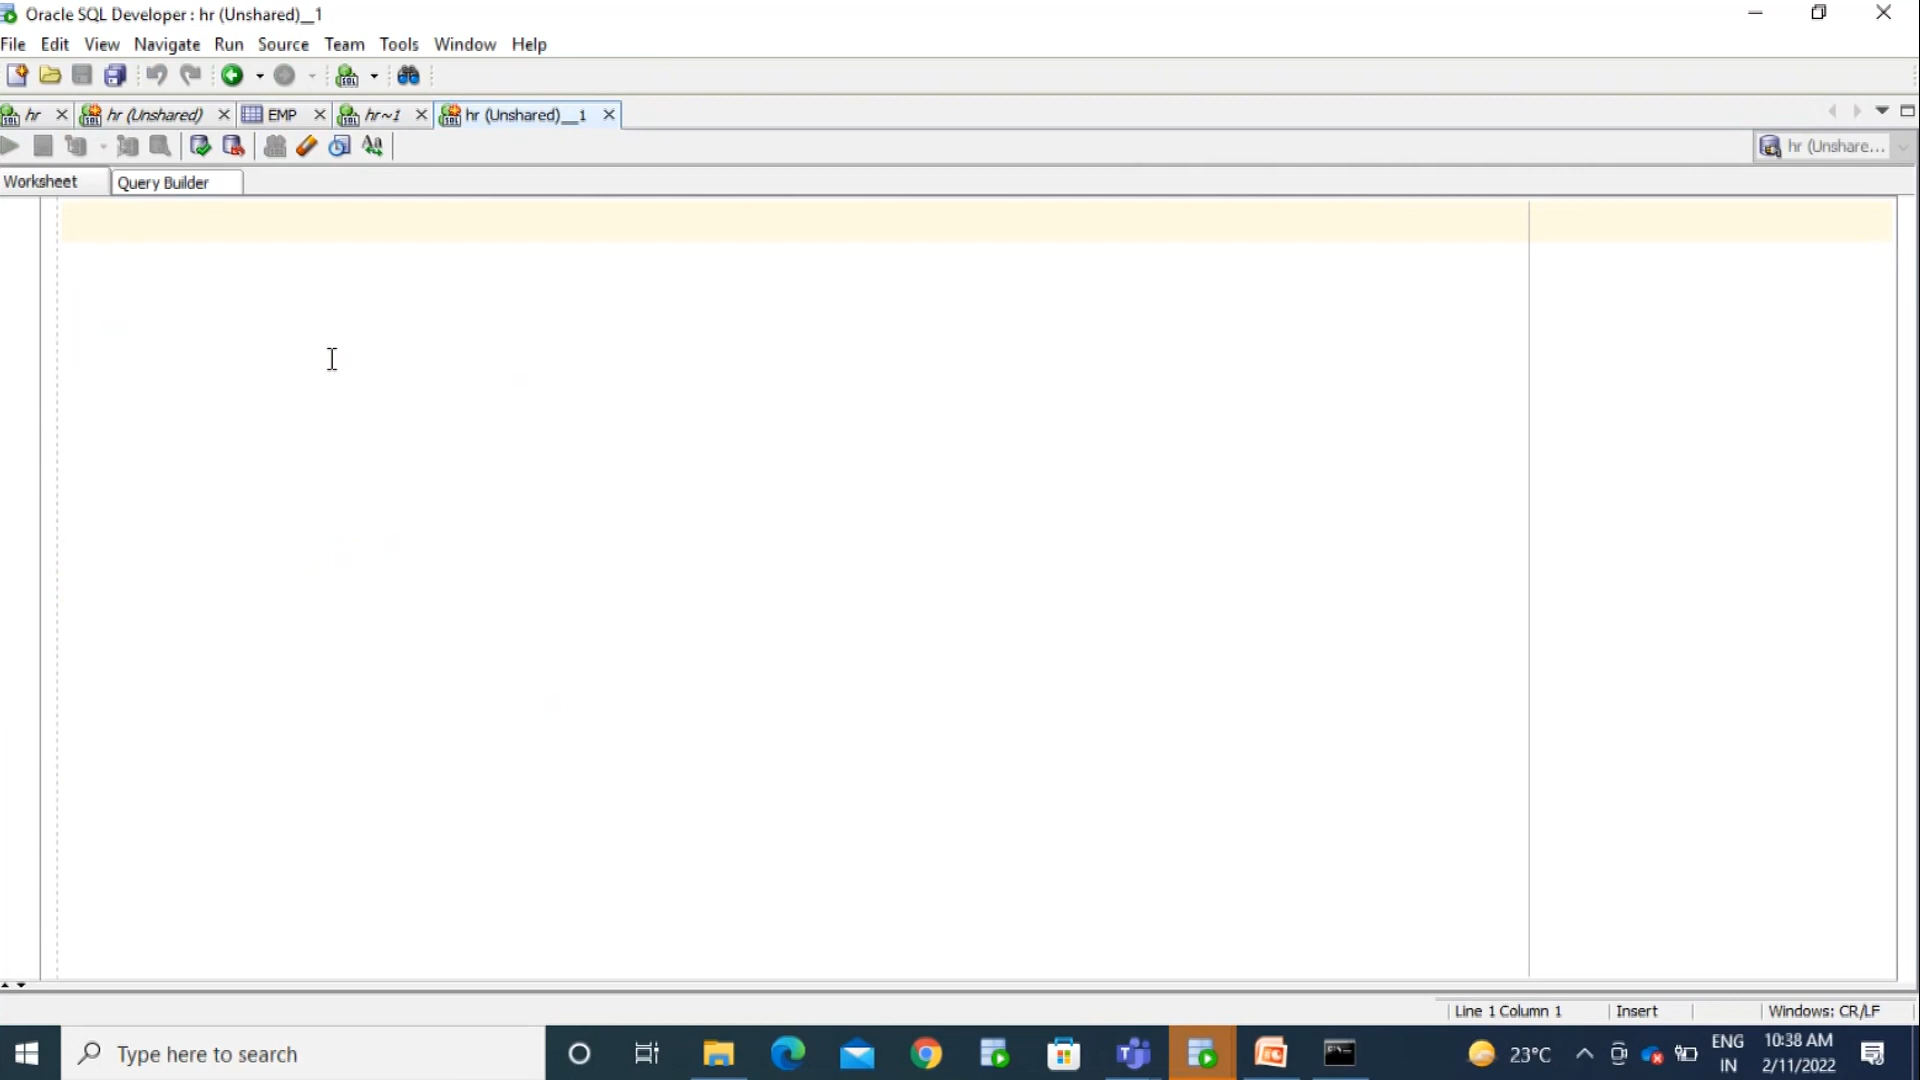 Oracle SQL Developer : hr (Unshared)__1
File Edit View Navigate Run Source Team Tools Window Help
hr hr (Unshared) EMP hr~1 hr (Unshared)__1
hr (Unshare...
Worksheet Query Builder
Line 1 Column 1 Insert Windows: CR/LF
Type here to search
23°C
ENG
IN
10:38 AM
2/11/2022